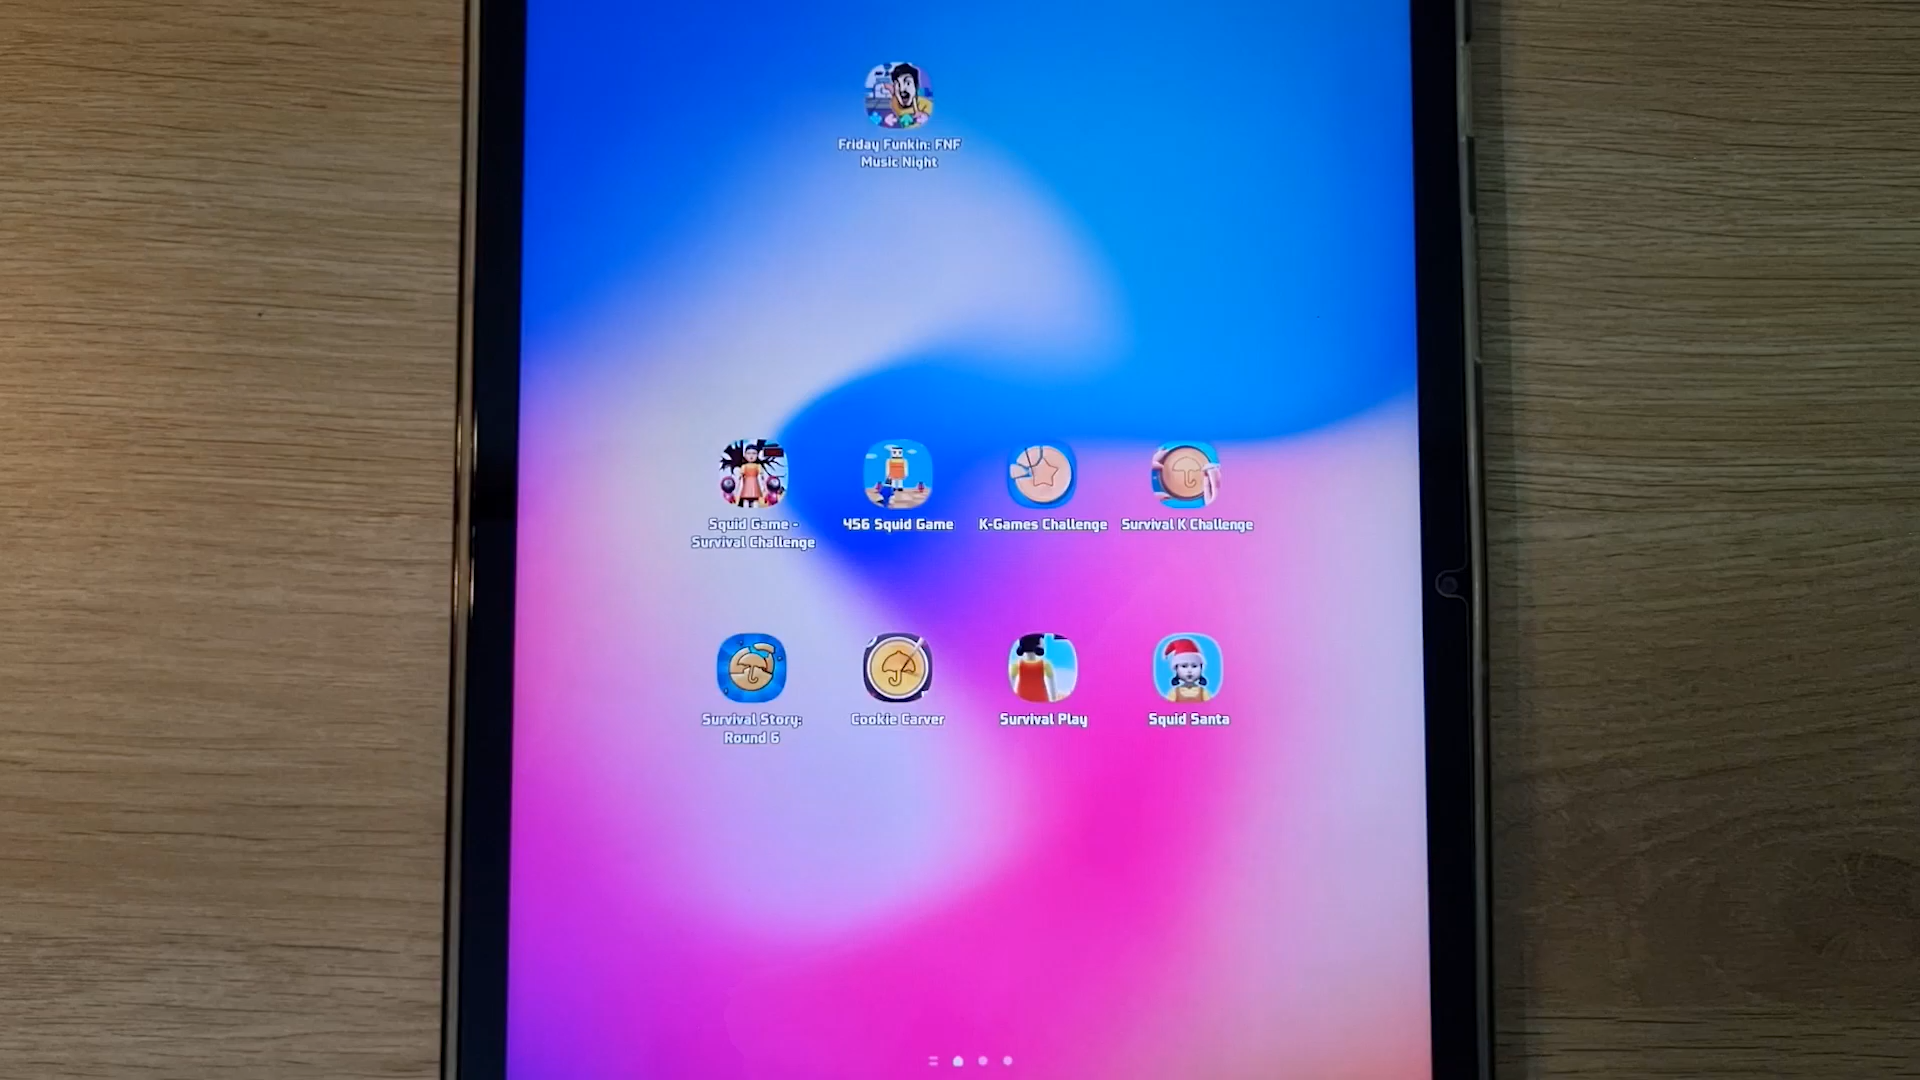 Friday Funkin: FNF
Music Night
Squid Game -
Survival Challenge
456 Squid Game
K-Games Challenge
Survival K Challenge
Survival Story:
Round 6
Cookie Carver
Survival Play
Squid Santa